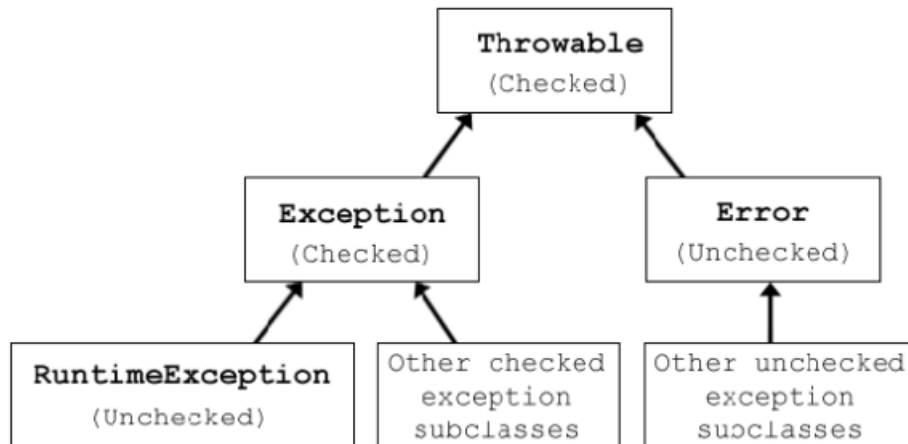 Throwable
(Checked)
Exception
(Checked)
Error
(Unchecked)
RuntimeException
(Unchecked)
Other checked
exception
subclasses
Other unchecked
exception
subclasses